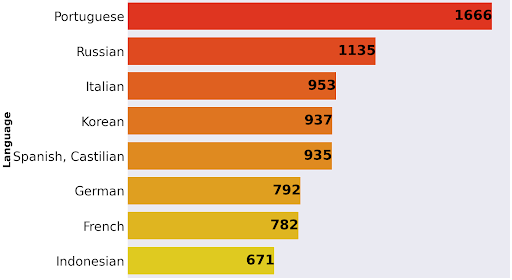 Language
Portuguese 1666
Russian 1135
Italian 953
Korean 937
Spanish, Castilian 935
German 792
French 782
Indonesian 671